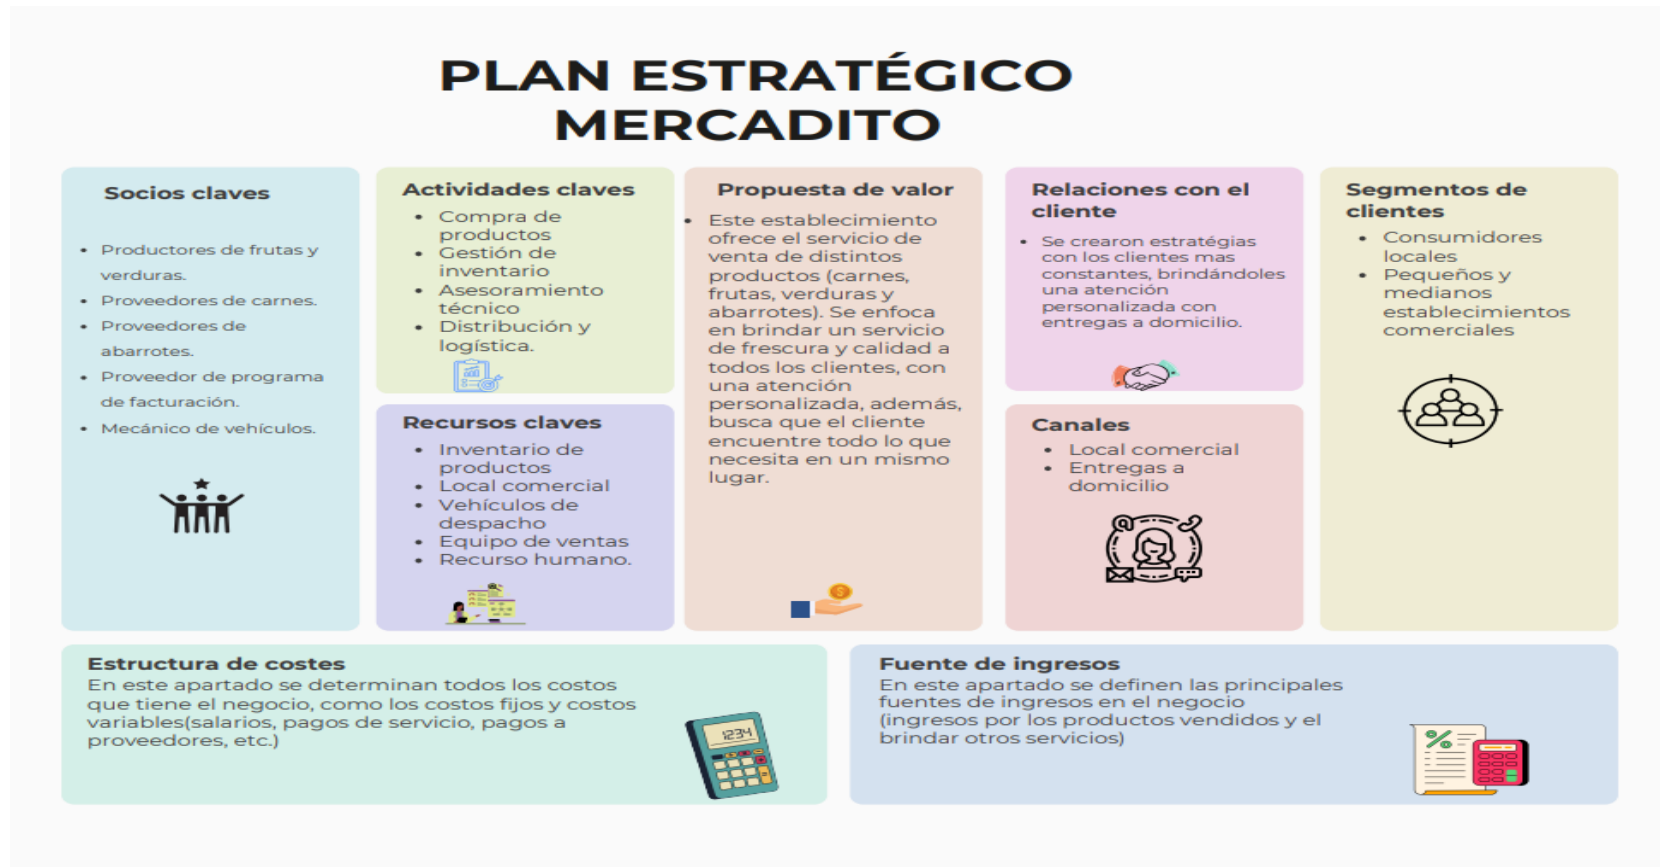 PLAN ESTRATÉGICO
MERCADITO
Socios claves
• Productores de frutas y
verduras.
• Proveedores de carnes.
• Proveedores de
abarrotes.
• Proveedor de programa
de facturación.
• Mecánico de vehículos.
Actividades claves
• Compra de
productos
• Gestión de
inventario
• Asesoramiento
técnico
• Distribución y
logística.
Recursos claves
• Inventario de
productos
• Local comercial
• Vehículos de
despacho
• Equipo de ventas
• Recurso humano.
Propuesta de valor
• Este establecimiento
ofrece el servicio de
venta de distintos
productos (carnes,
frutas, verduras y
abarrotes). Se enfoca
en brindar un servicio
de frescura y calidad a
todos los clientes, con
una atención
personalizada, además,
busca que el cliente
encuentre todo lo que
necesita en un mismo
lugar.
Relaciones con el
cliente
• Se crearon estratégias
con los clientes mas
constantes, brindándoles
una atención
personalizada con
entregas a domicilio.
Canales
• Local comercial
• Entregas a
domicilio
Segmentos de
clientes
• Consumidores
locales
• Pequeños y
medianos
establecimientos
comerciales
Estructura de costes
En este apartado se determinan todos los costos
que tiene el negocio, como los costos fijos y costos
variables(salarios, pagos de servicio, pagos a
proveedores, etc.)
1234
Fuente de ingresos
En este apartado se definen las principales
fuentes de ingresos en el negocio
(ingresos por los productos vendidos y el
brindar otros servicios)
%